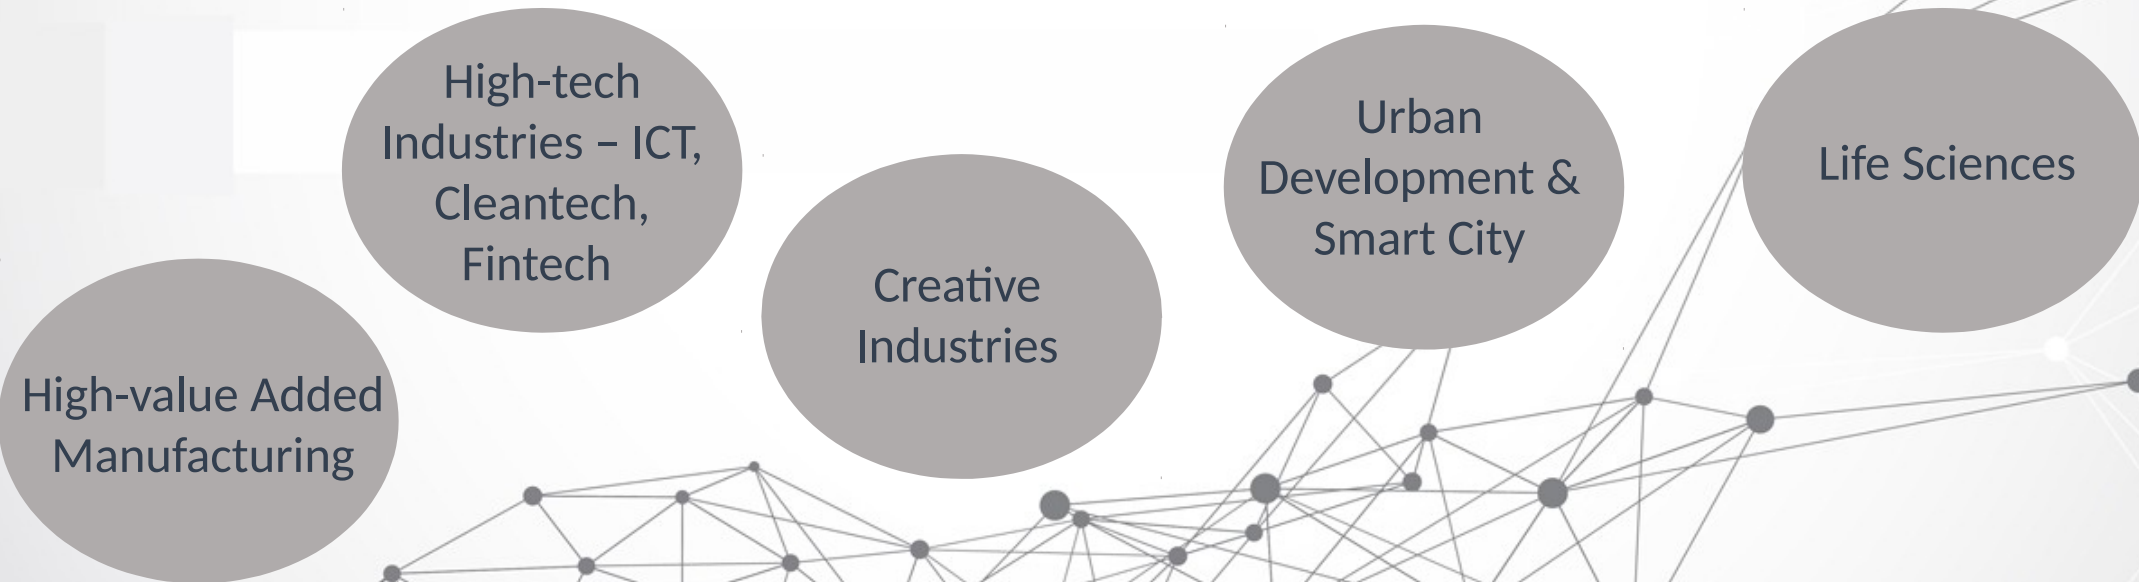 High-tech
Industries – ICT,
Cleantech,
Fintech
Urban
Development &
Smart City
Life Sciences
Creative
Industries
High-value Added
Manufacturing